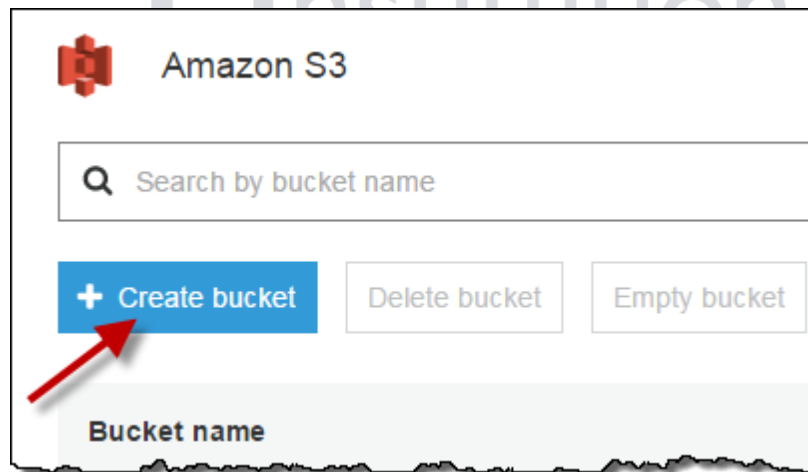 Amazon S3
Search by bucket name
+ Create bucket
Delete bucket
Empty bucket
Bucket name